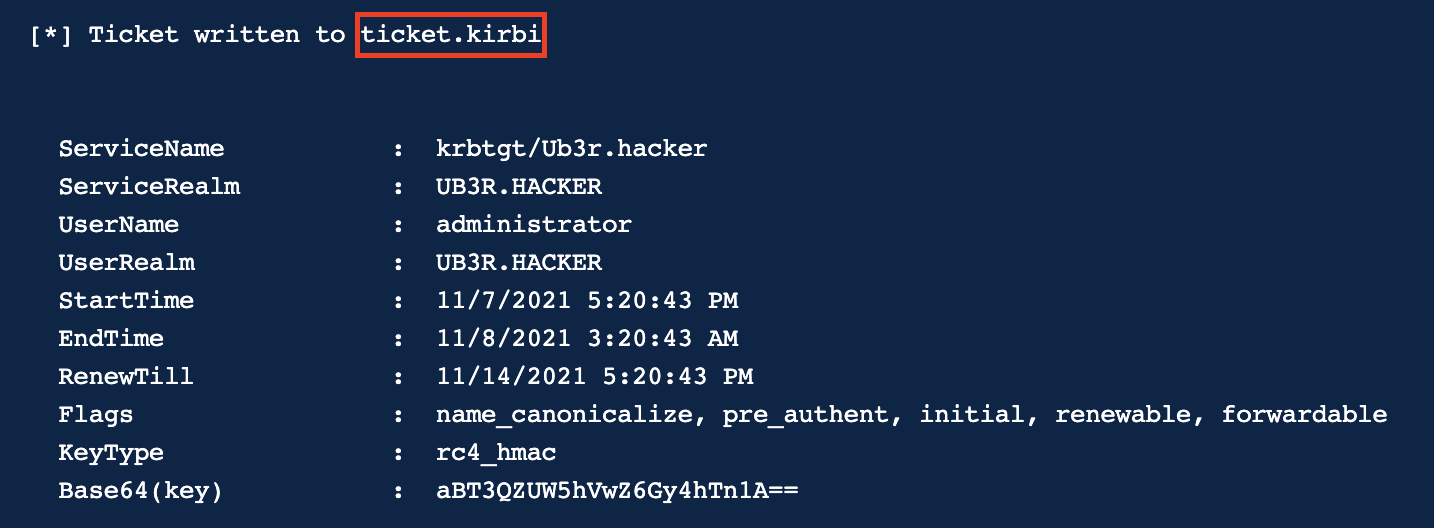 [*] Ticket written to ticket.kirbi
ServiceName : krbtgt/Ub3r.hacker
ServiceRealm : UB3R.HACKER
UserName : administrator
UserRealm : UB3R.HACKER
StartTime : 11/7/2021 5:20:43 PM
EndTime : 11/8/2021 3:20:43 AM
RenewTill : 11/14/2021 5:20:43 PM
Flags : name_canonicalize, pre_authent, initial, renewable, forwardable
KeyType : rc4_hmac
Base64(key) : aBT3QZUW5hVwZ6Gy4hTn1A==